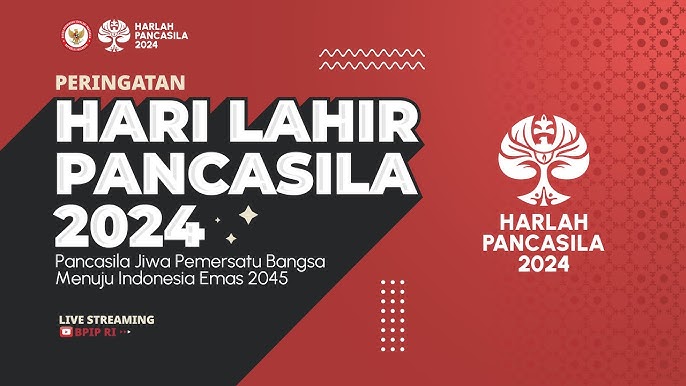 HARLAH
PANCASILA
2024
PERINGATAN
HARI LAHIR
PANCASILA
2024
Pancasila Jiwa Pemersatu Bangsa
Menuju Indonesia Emas 2045
LIVE STREAMING
BPIP RI
HARLAH
PANCASILA
2024